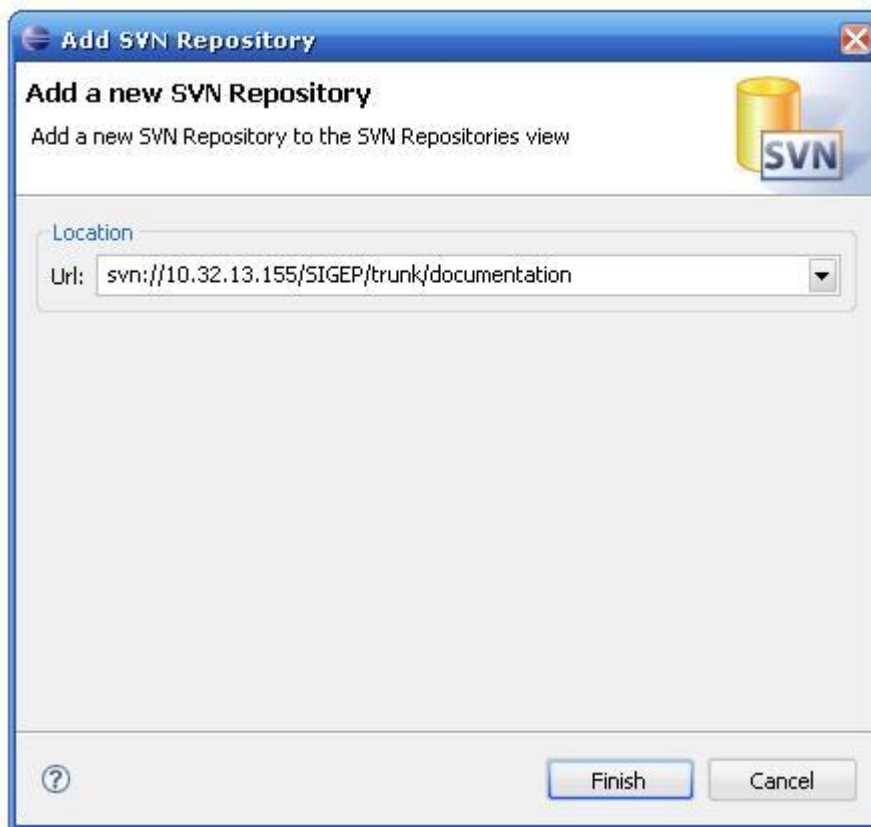 Add SVN Repository
Add a new SVN Repository
Add a new SVN Repository to the SVN Repositories view
SVN
Location
Url: svn://10.32.13.155/SIGEP/trunk/documentation
?
Finish Cancel